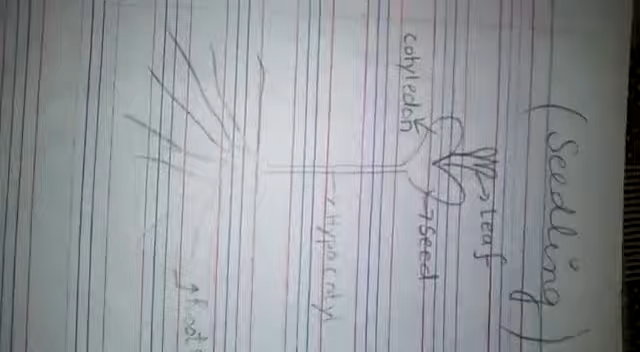 (Seedling)
Leaf
cotyledon
Seed
Hypocotyl
Root